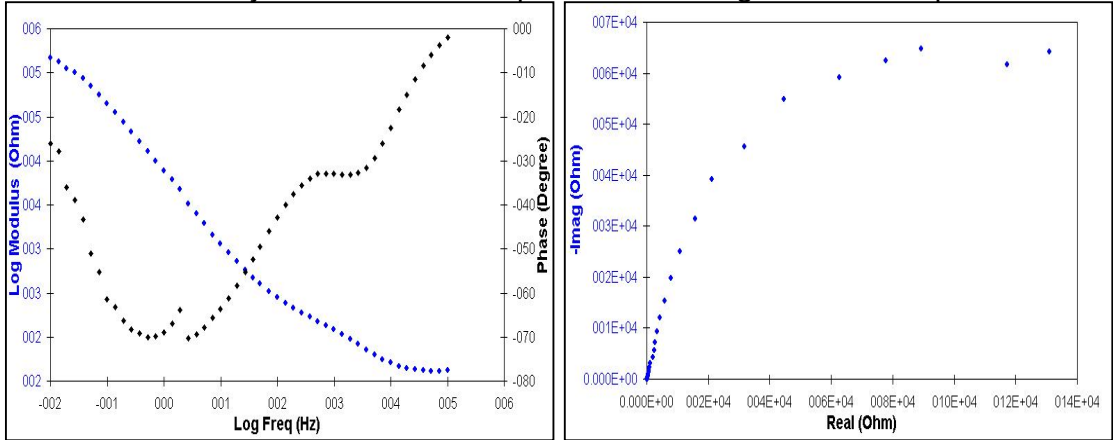 006
005
005
004
004
003
003
002
002
Log Modulus (Ohm)
-002
-001
000
001
002
003
004
005
006
Log Freq (Hz)
000
-010
-020
-030
-040
-050
-060
-070
-080
Phase (Degree)
007E+04
006E+04
005E+04
004E+04
003E+04
002E+04
001E+04
0.000E+00
-Imag (Ohm)
0.000E+00
002E+04
004E+04
006E+04
008E+04
010E+04
012E+04
014E+04
Real (Ohm)